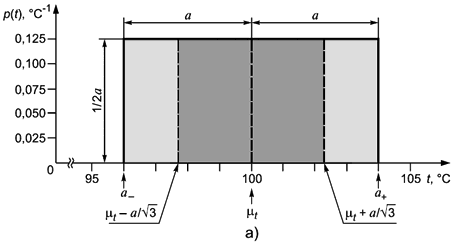 p(t), °C⁻¹
a
a
0,125
0,100
0,075
0,050
0,025
0
1/2a
95
100
105
t, °C
a₋
μₜ
a₊
μₜ – a/√3
μₜ + a/√3
а)